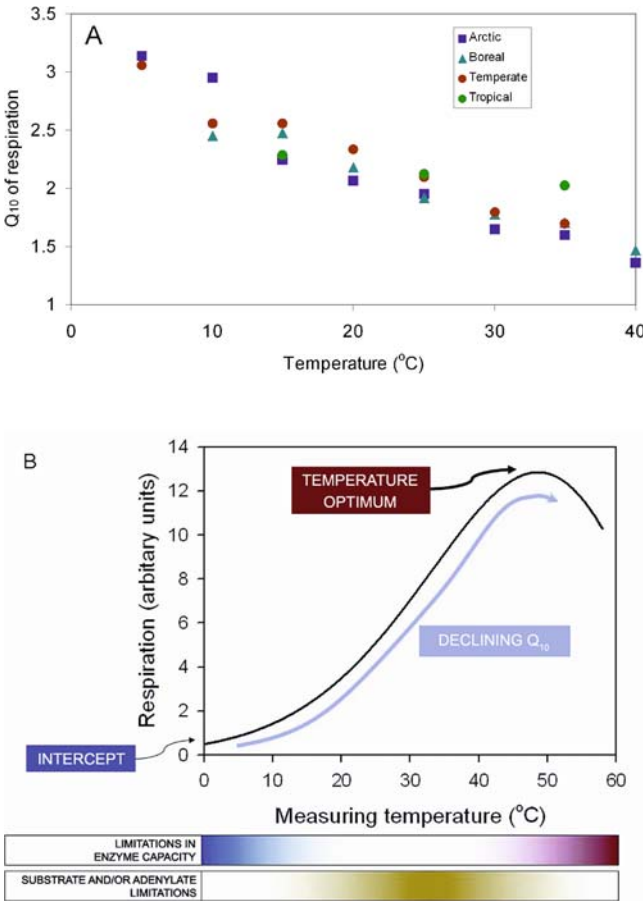 A
3.5
3
2.5
2
1.5
1
0
10
20
30
40
Q10 of respiration
Temperature (°C)
Arctic
Boreal
Temperate
Tropical
B
14
12
10
8
6
4
2
0
Respiration (arbitary units)
TEMPERATURE
OPTIMUM
DECLINING Q10
INTERCEPT
0
10
20
30
40
50
60
Measuring temperature (°C)
LIMITATIONS IN
ENZYME CAPACITY
SUBSTRATE AND/OR ADENYLATE
LIMITATIONS